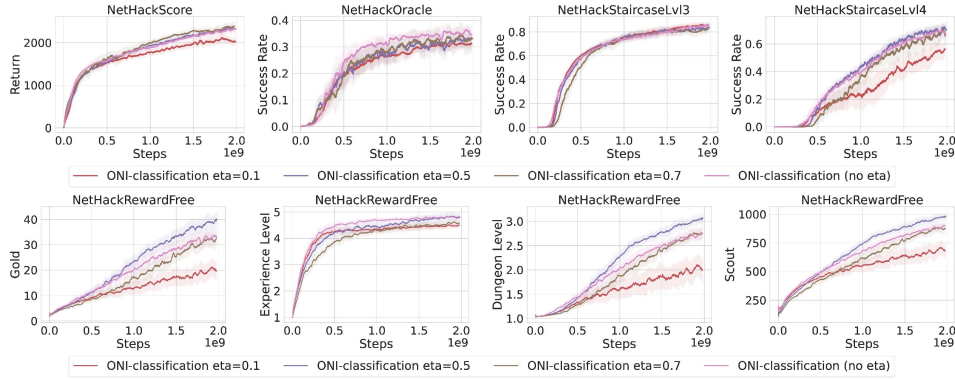 NetHackScore NetHackOracle NetHackStaircaseLvl3 NetHackStaircaseLvl4
Return
2000
1000
0
0.0 0.5 1.0 1.5 2.0
Steps 1e9
Success Rate
0.4
0.3
0.2
0.1
0.0
0.0 0.5 1.0 1.5 2.0
Steps 1e9
Success Rate
0.8
0.6
0.4
0.2
0.0
0.0 0.5 1.0 1.5 2.0
Steps 1e9
Success Rate
0.6
0.4
0.2
0.0
0.0 0.5 1.0 1.5 2.0
Steps 1e9
ONI-classification eta=0.1 ONI-classification eta=0.5 ONI-classification eta=0.7 ONI-classification (no eta)
NetHackRewardFree NetHackRewardFree NetHackRewardFree NetHackRewardFree
Gold
40
30
20
10
0
0.0 0.5 1.0 1.5 2.0
Steps 1e9
Experience Level
5
4
3
2
1
0.0 0.5 1.0 1.5 2.0
Steps 1e9
Dungeon Level
3.0
2.5
2.0
1.5
1.0
0.0 0.5 1.0 1.5 2.0
Steps 1e9
Scout
1000
750
500
250
0.0 0.5 1.0 1.5 2.0
Steps 1e9
ONI-classification eta=0.1 ONI-classification eta=0.5 ONI-classification eta=0.7 ONI-classification (no eta)